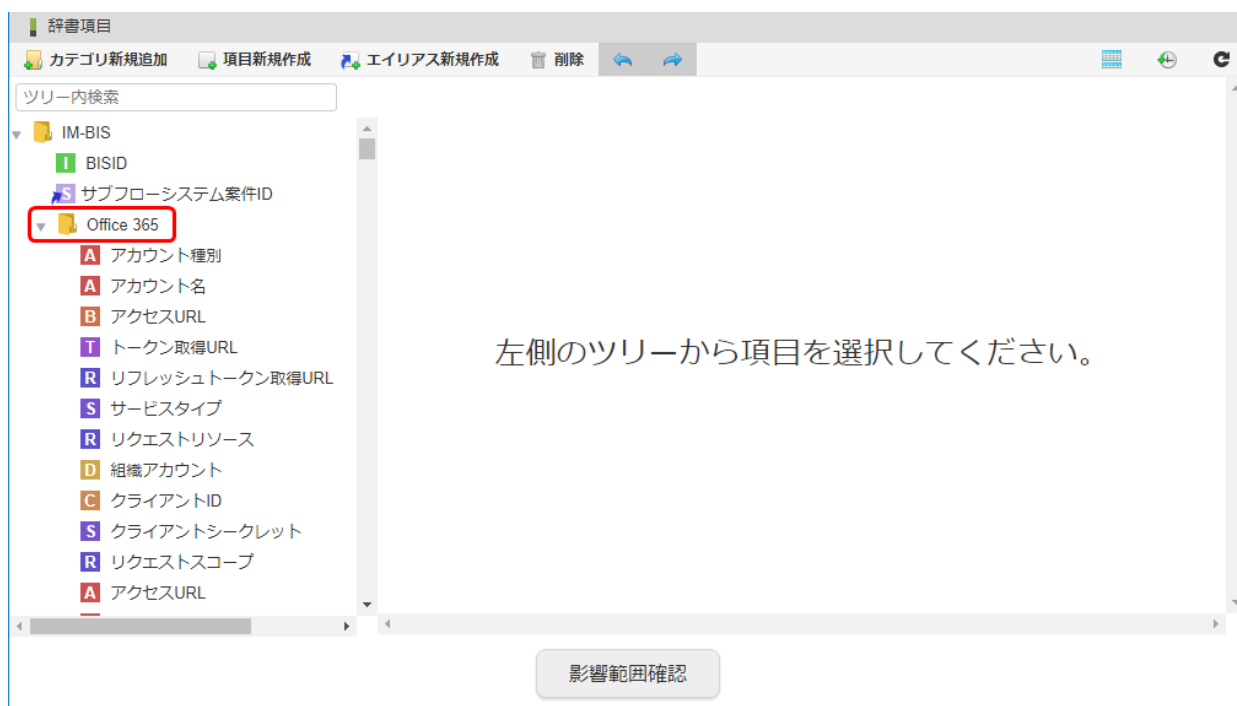 辞書項目
カテゴリ新規追加 項目新規作成 エイリアス新規作成 削除
ツリー内検索
IM-BIS
I BISID
S サブフローシステム案件ID
Office 365
A アカウント種別
A アカウント名
B アクセスURL
T トークン取得URL
R リフレッシュトークン取得URL
S サービスタイプ
R リクエストリソース
D 組織アカウント
C クライアントID
S クライアントシークレット
R リクエストスコープ
A アクセスURL
左側のツリーから項目を選択してください。
影響範囲確認